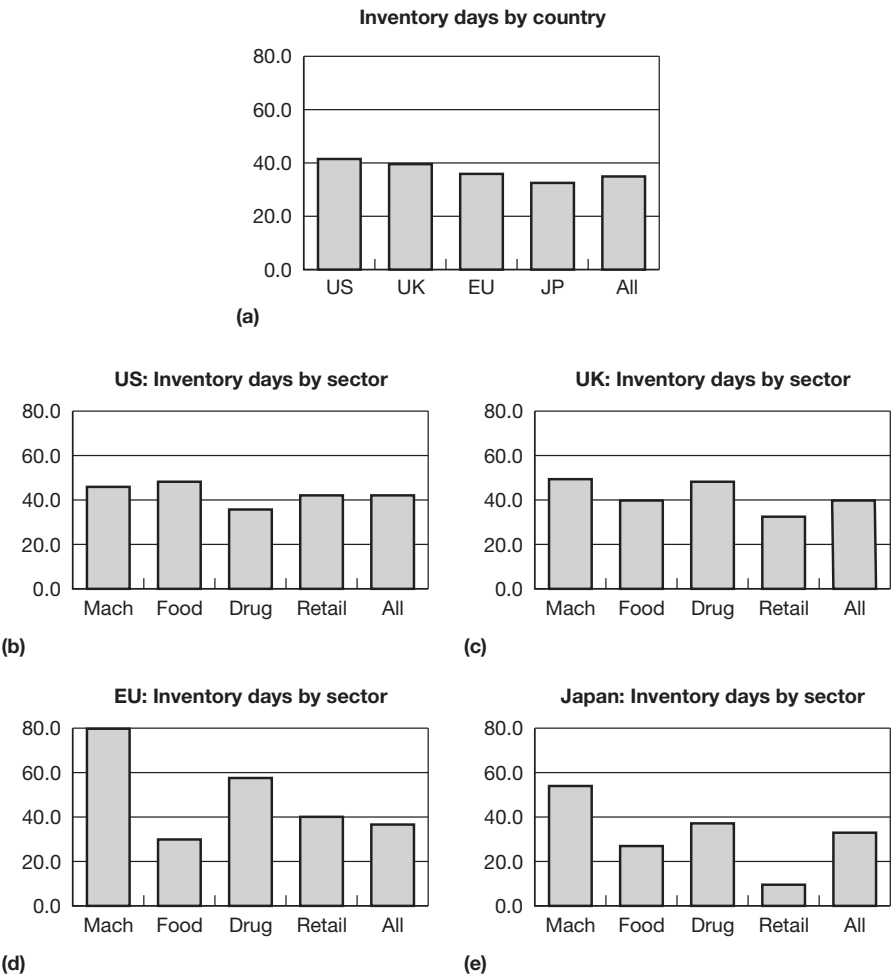 Inventory days by country
80.0
60.0
40.0
20.0
0.0
US UK EU JP All
(a)
US: Inventory days by sector
80.0
60.0
40.0
20.0
0.0
Mach Food Drug Retail All
(b)
UK: Inventory days by sector
80.0
60.0
40.0
20.0
0.0
Mach Food Drug Retail All
(c)
EU: Inventory days by sector
80.0
60.0
40.0
20.0
0.0
Mach Food Drug Retail All
(d)
Japan: Inventory days by sector
80.0
60.0
40.0
20.0
0.0
Mach Food Drug Retail All
(e)